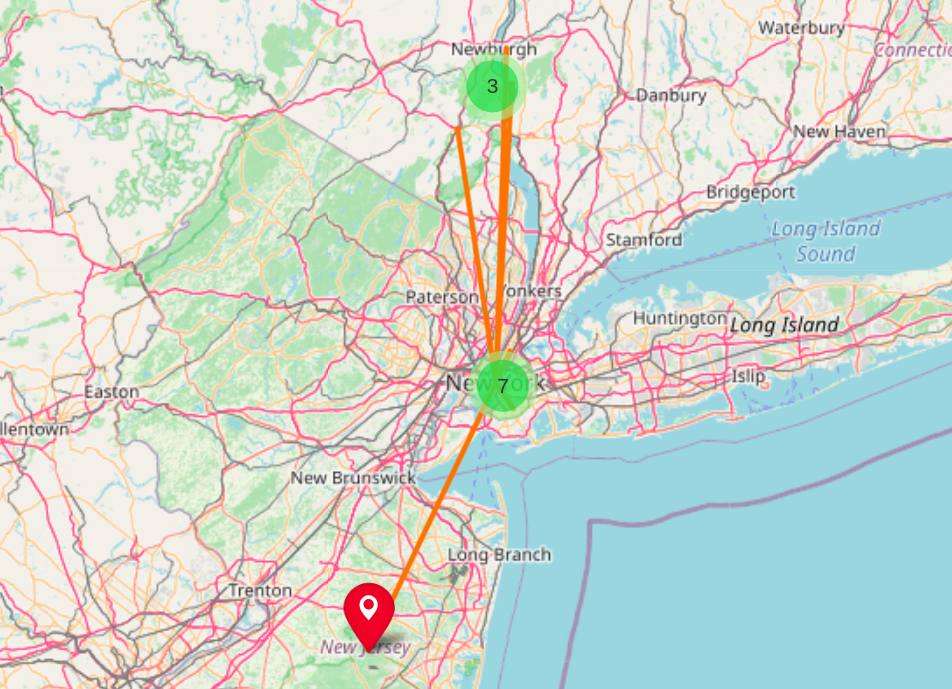 Waterbury
Newburgh
Connectic
3
Danbury
New Haven
Bridgeport
Long Island
Sound
Stamford
Paterson
Yonkers
Huntington
Long Island
New York
7
Islip
Easton
llentown
New Brunswick
Long Branch
Trenton
New Jersey